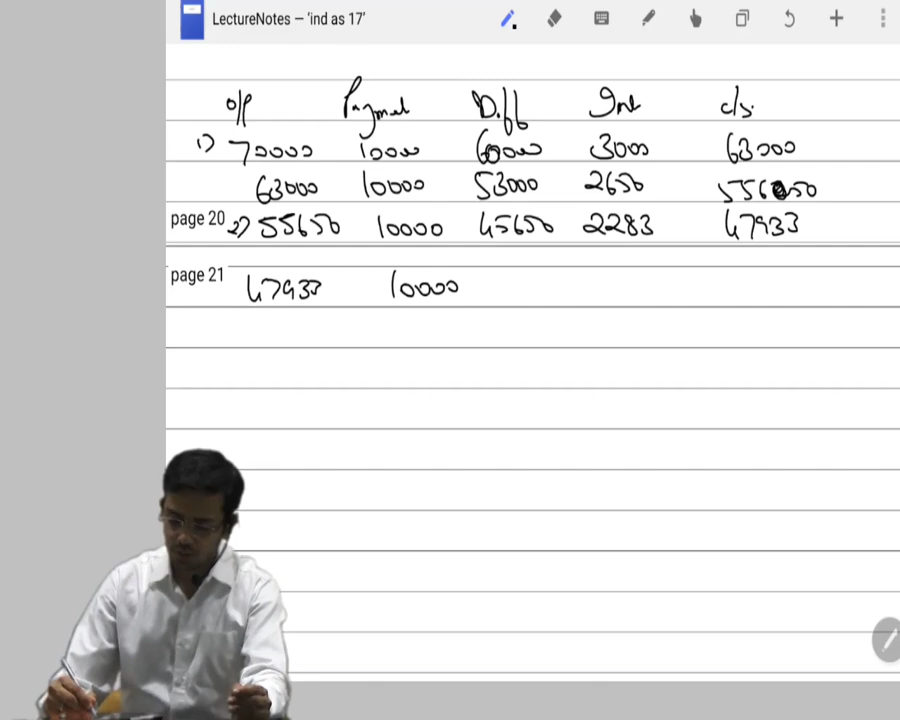 LectureNotes – 'ind as 17'
o/p Payment Diff Int c/s.
1) 70000 10000 60000 3000 63000
63000 10000 53000 2650 55650
page 20 2) 55650 10000 45650 2283 47933
page 21 47933 10000